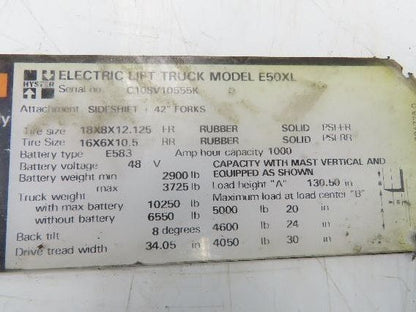 HYSTER ELECTRIC LIFT TRUCK MODEL E50XL
Serial no. C108V10555K
Attachment SIDESHIFT - 42" FORKS
Tire size 18X8X12.125 FR RUBBER SOLID PSI-FR
Tire Size 16X6X10.5 RR RUBBER SOLID PSI-RR
Battery type E583 Amp hour capacity 1000
Battery voltage 48 V CAPACITY WITH MAST VERTICAL AND
Battery weight min 2900 lb EQUIPPED AS SHOWN
max 3725 lb Load height "A" 130.50 in
Truck weight Maximum load at load center "B"
with max battery 10250 lb 5000 lb 20 in
without battery 6550 lb 4600 lb 24 in
Back tilt 8 degrees
Drive tread width 34.05 in 4050 lb 30 in